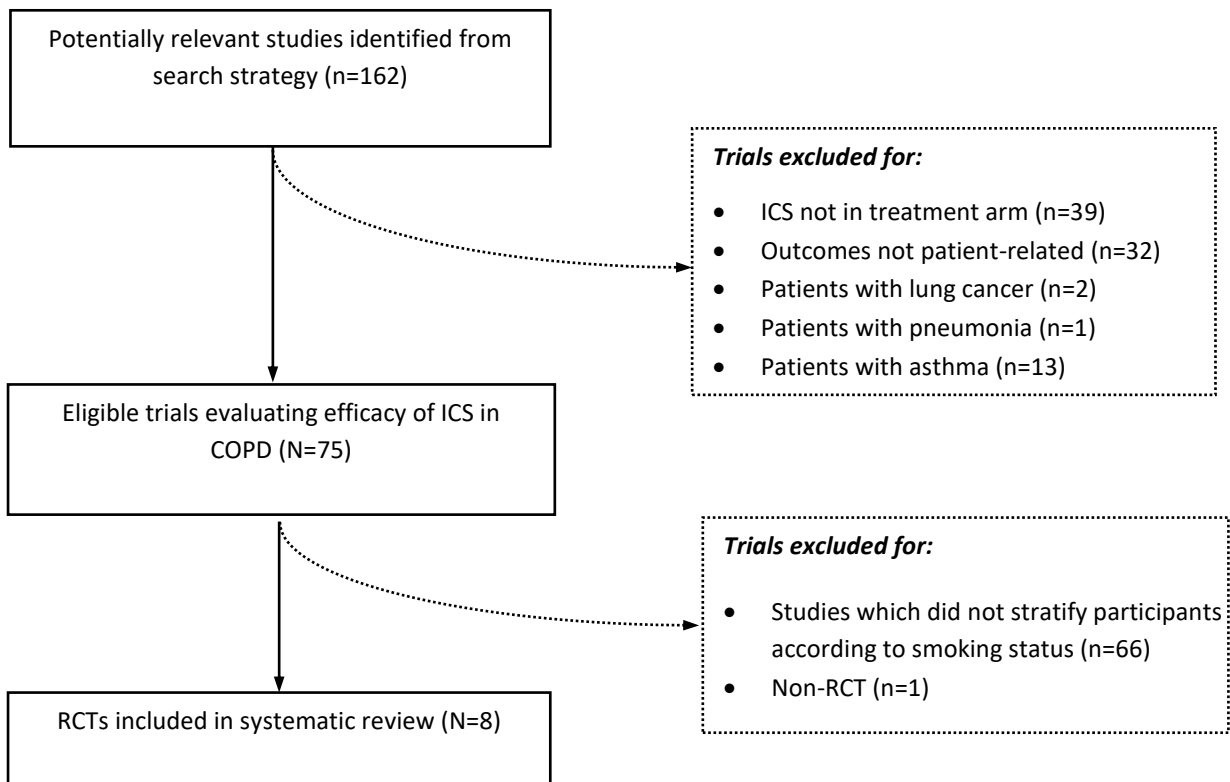 Potentially relevant studies identified from
search strategy (n=162)
Trials excluded for:
• ICS not in treatment arm (n=39)
• Outcomes not patient-related (n=32)
• Patients with lung cancer (n=2)
• Patients with pneumonia (n=1)
• Patients with asthma (n=13)
Eligible trials evaluating efficacy of ICS in
COPD (N=75)
Trials excluded for:
• Studies which did not stratify participants
according to smoking status (n=66)
• Non-RCT (n=1)
RCTs included in systematic review (N=8)